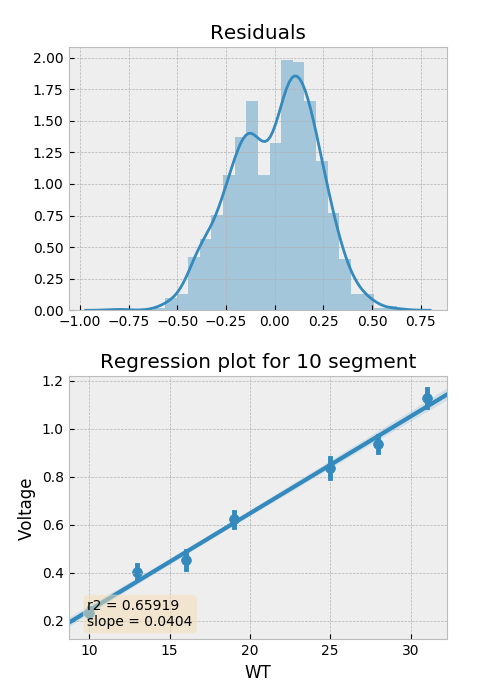 Residuals
2.00
1.75
1.50
1.25
1.00
0.75
0.50
0.25
0.00
−1.00 −0.75 −0.50 −0.25 0.00 0.25 0.50 0.75
Regression plot for 10 segment
1.2
1.0
0.8
0.6
0.4
0.2
Voltage
r2 = 0.65919
slope = 0.0404
10 15 20 25 30
WT